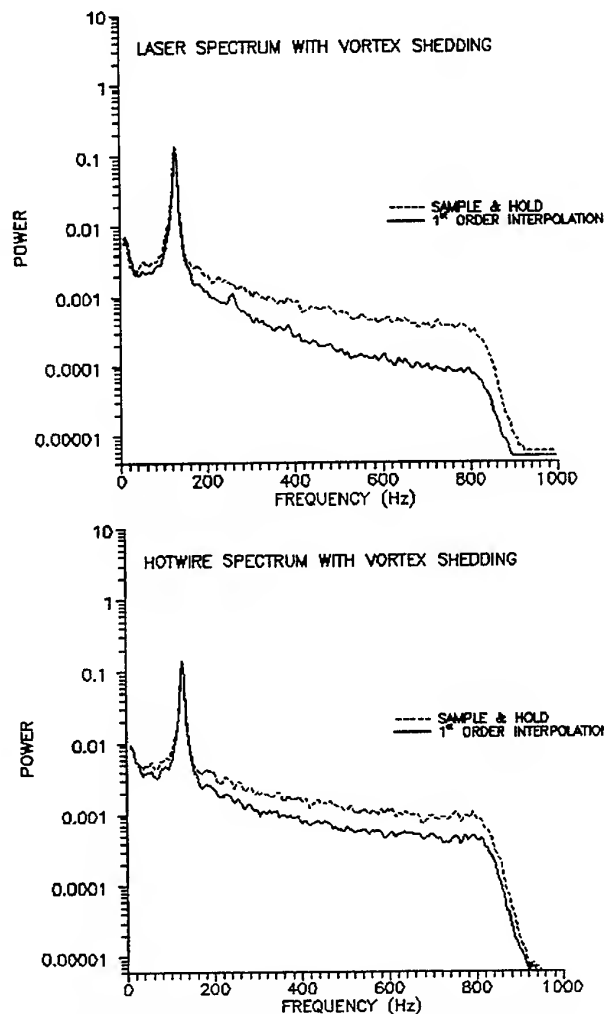 LASER SPECTRUM WITH VORTEX SHEDDING
10
1
0.1
0.01
0.001
0.0001
0.00001
POWER
SAMPLE & HOLD
1st ORDER INTERPOLATION
0 200 400 600 800 1000
FREQUENCY (Hz)
HOTWIRE SPECTRUM WITH VORTEX SHEDDING
10
1
0.1
0.01
0.001
0.0001
0.00001
POWER
SAMPLE & HOLD
1st ORDER INTERPOLATION
0 200 400 600 800 1000
FREQUENCY (Hz)